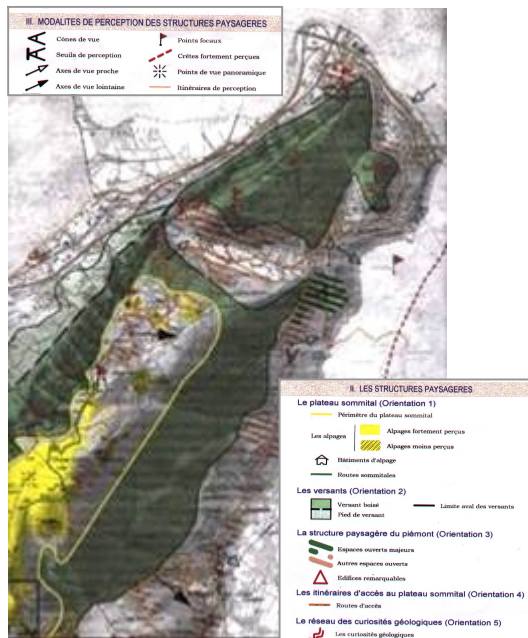 III. MODALITES DE PERCEPTION DES STRUCTURES PAYSAGERES
Cônes de vue
Seuils de perception
Axes de vue proche
Axes de vue lointaine
Points focaux
Crêtes fortement perçues
Points de vue panoramique
Itinéraires de perception
II. LES STRUCTURES PAYSAGERES
Le plateau sommital (Orientation 1)
Périmètre du plateau sommital
Les alpages
Alpages fortement perçus
Alpages moins perçus
Bâtiments d'alpage
Routes sommitales
Les versants (Orientation 2)
Versant boisé
Pied de versant
Limite aval des versants
La structure paysagère du piémont (Orientation 3)
Espaces ouverts majeurs
Autres espaces ouverts
Edifices remarquables
Les itinéraires d'accés au plateau sommital (Orientation 4)
Routes d'accés
Le réseau des curiosités géologiques (Orientation 5)
Les curiosités géologiques